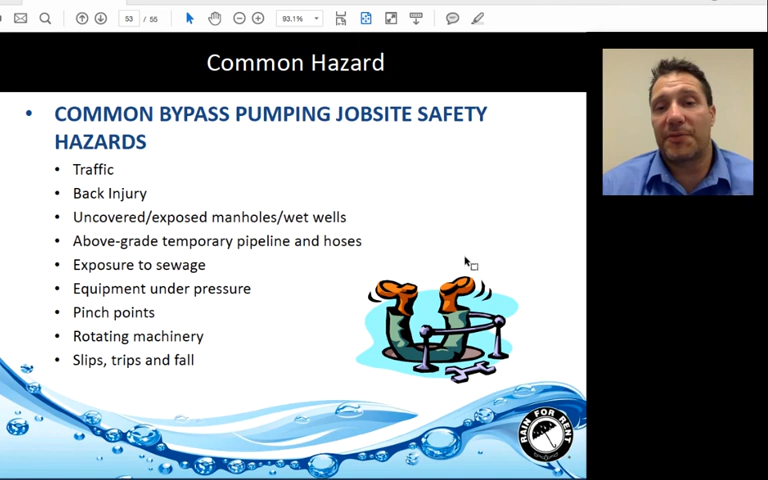 53 / 55
93.1%
Common Hazard
• COMMON BYPASS PUMPING JOBSITE SAFETY
HAZARDS
• Traffic
• Back Injury
• Uncovered/exposed manholes/wet wells
• Above-grade temporary pipeline and hoses
• Exposure to sewage
• Equipment under pressure
• Pinch points
• Rotating machinery
• Slips, trips and fall
RAIN FOR RENT